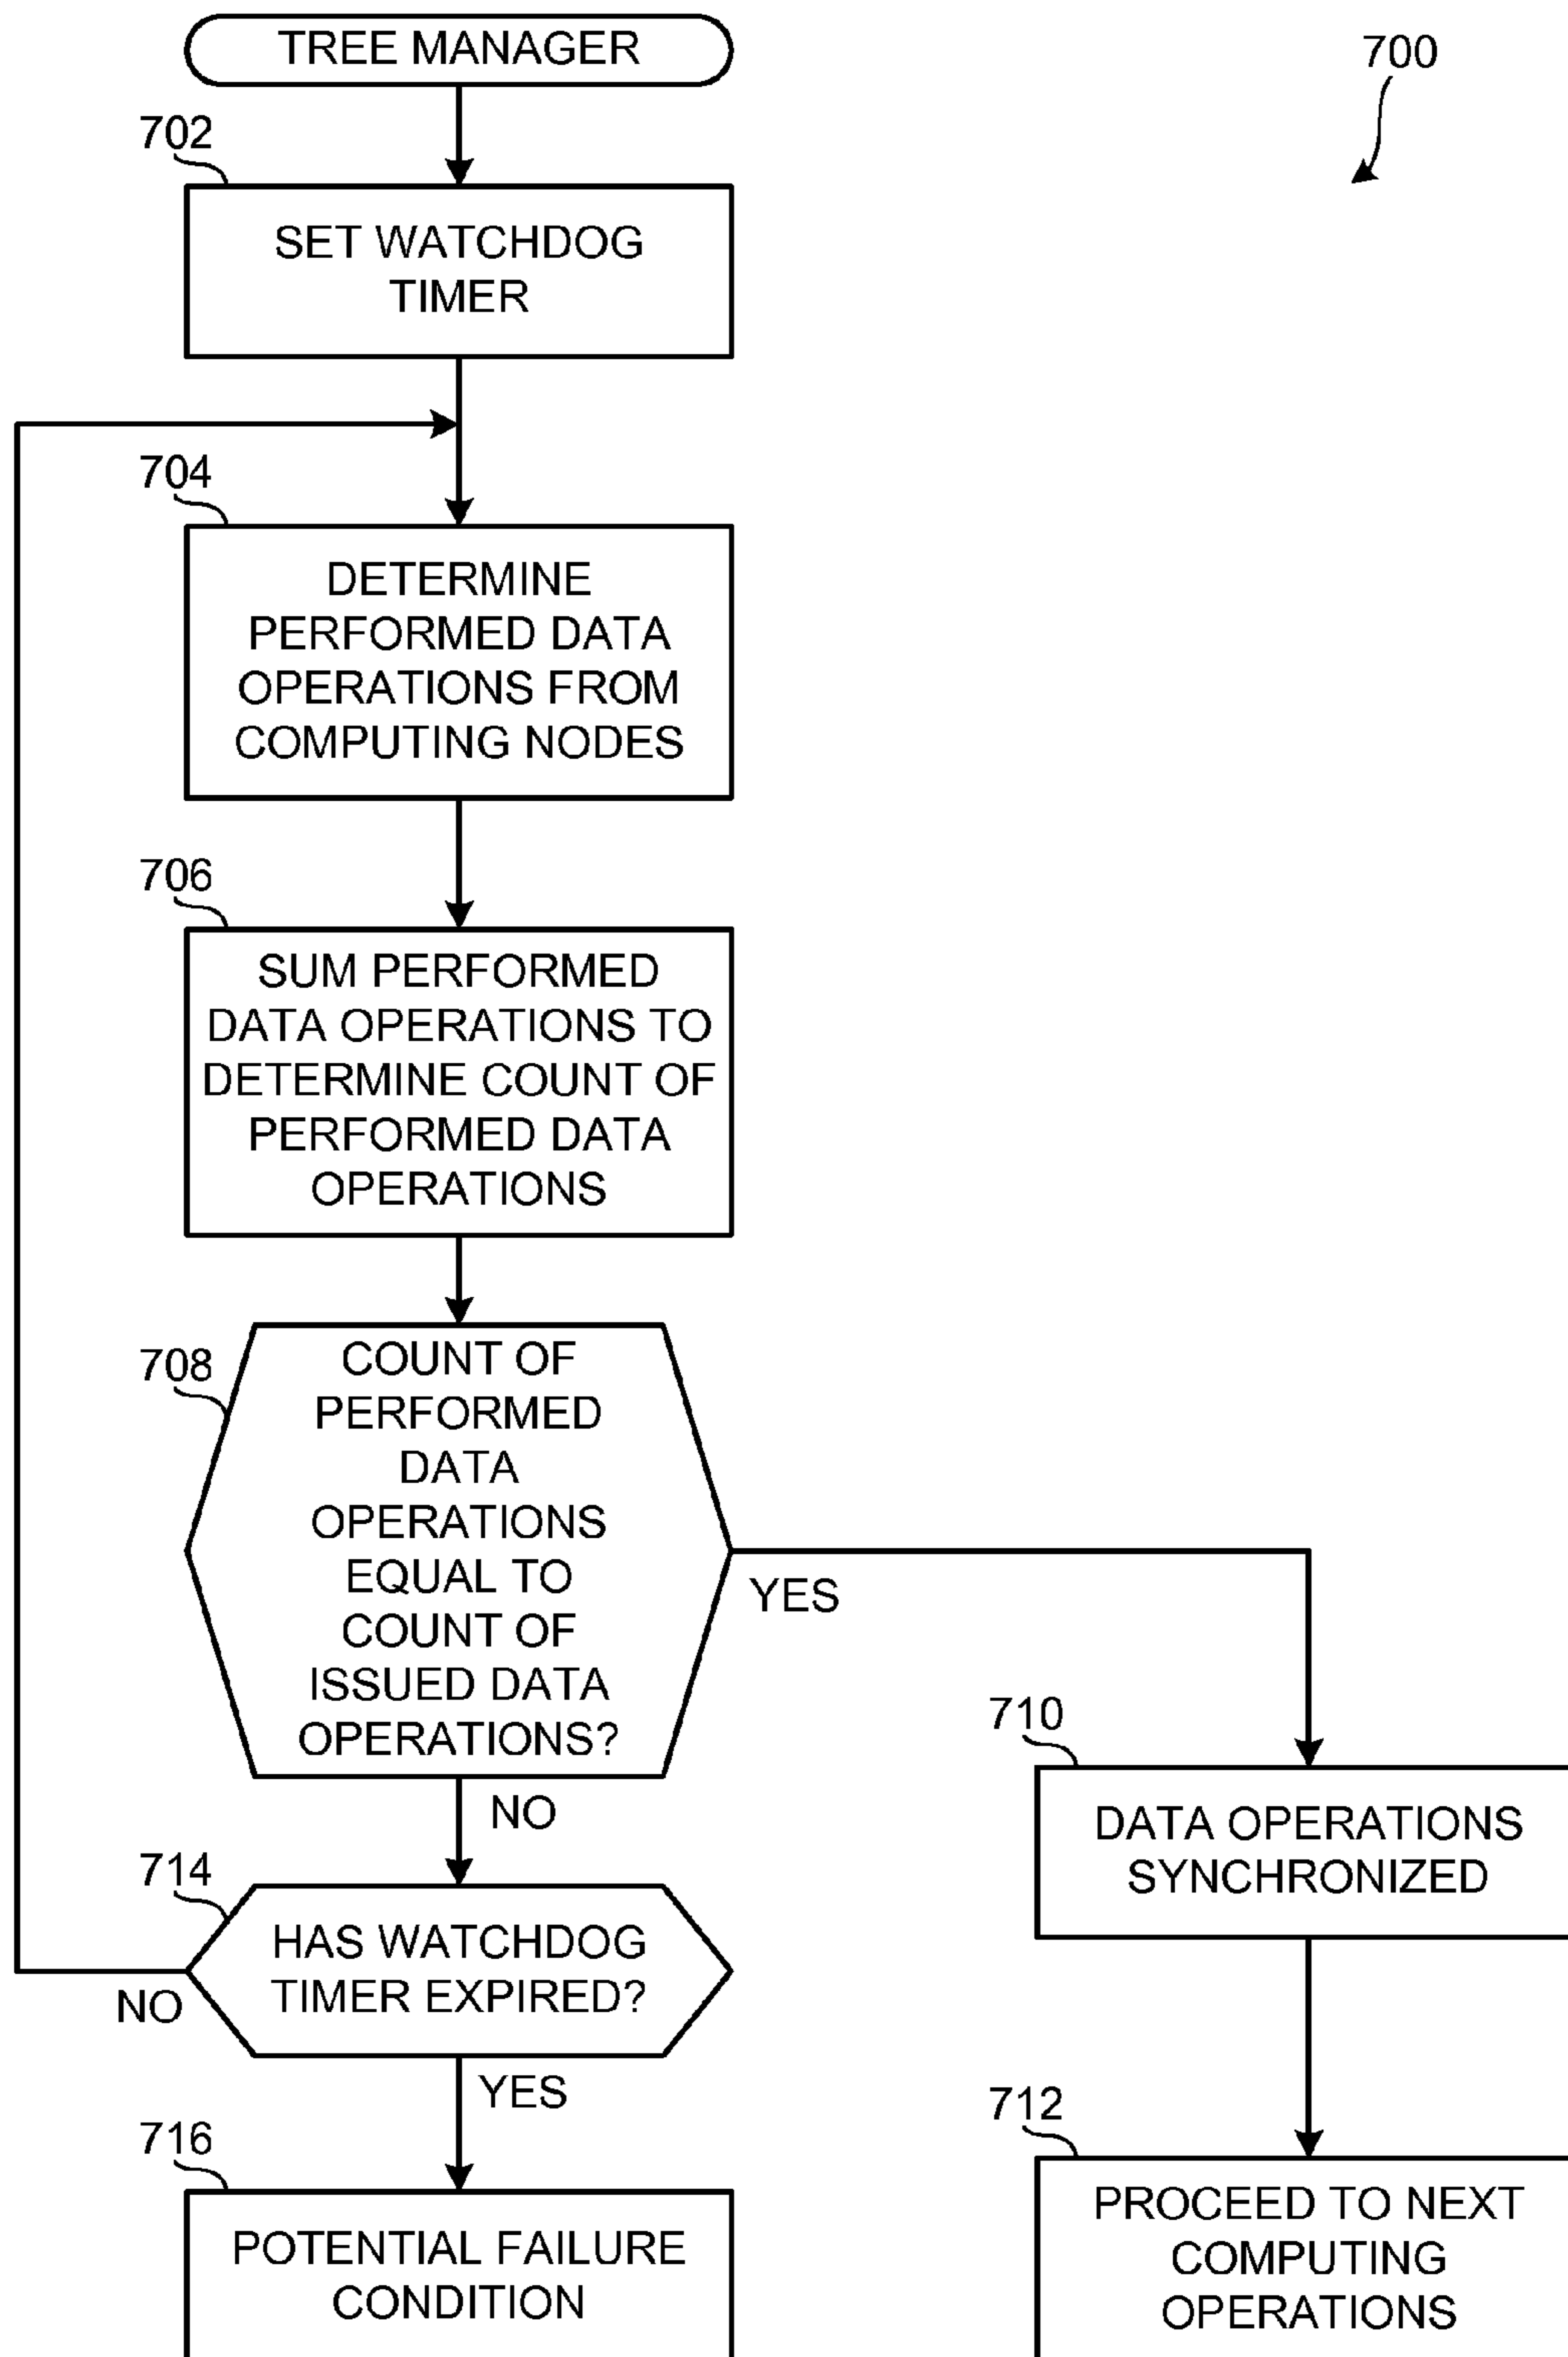 TREE MANAGER
700
702
SET WATCHDOG
TIMER
704
DETERMINE
PERFORMED DATA
OPERATIONS FROM
COMPUTING NODES
706
SUM PERFORMED
DATA OPERATIONS TO
DETERMINE COUNT OF
PERFORMED DATA
OPERATIONS
708
COUNT OF
PERFORMED
DATA
OPERATIONS
EQUAL TO
COUNT OF
ISSUED DATA
OPERATIONS?
YES
NO
710
DATA OPERATIONS
SYNCHRONIZED
714
HAS WATCHDOG
TIMER EXPIRED?
NO
YES
712
PROCEED TO NEXT
COMPUTING
OPERATIONS
716
POTENTIAL FAILURE
CONDITION